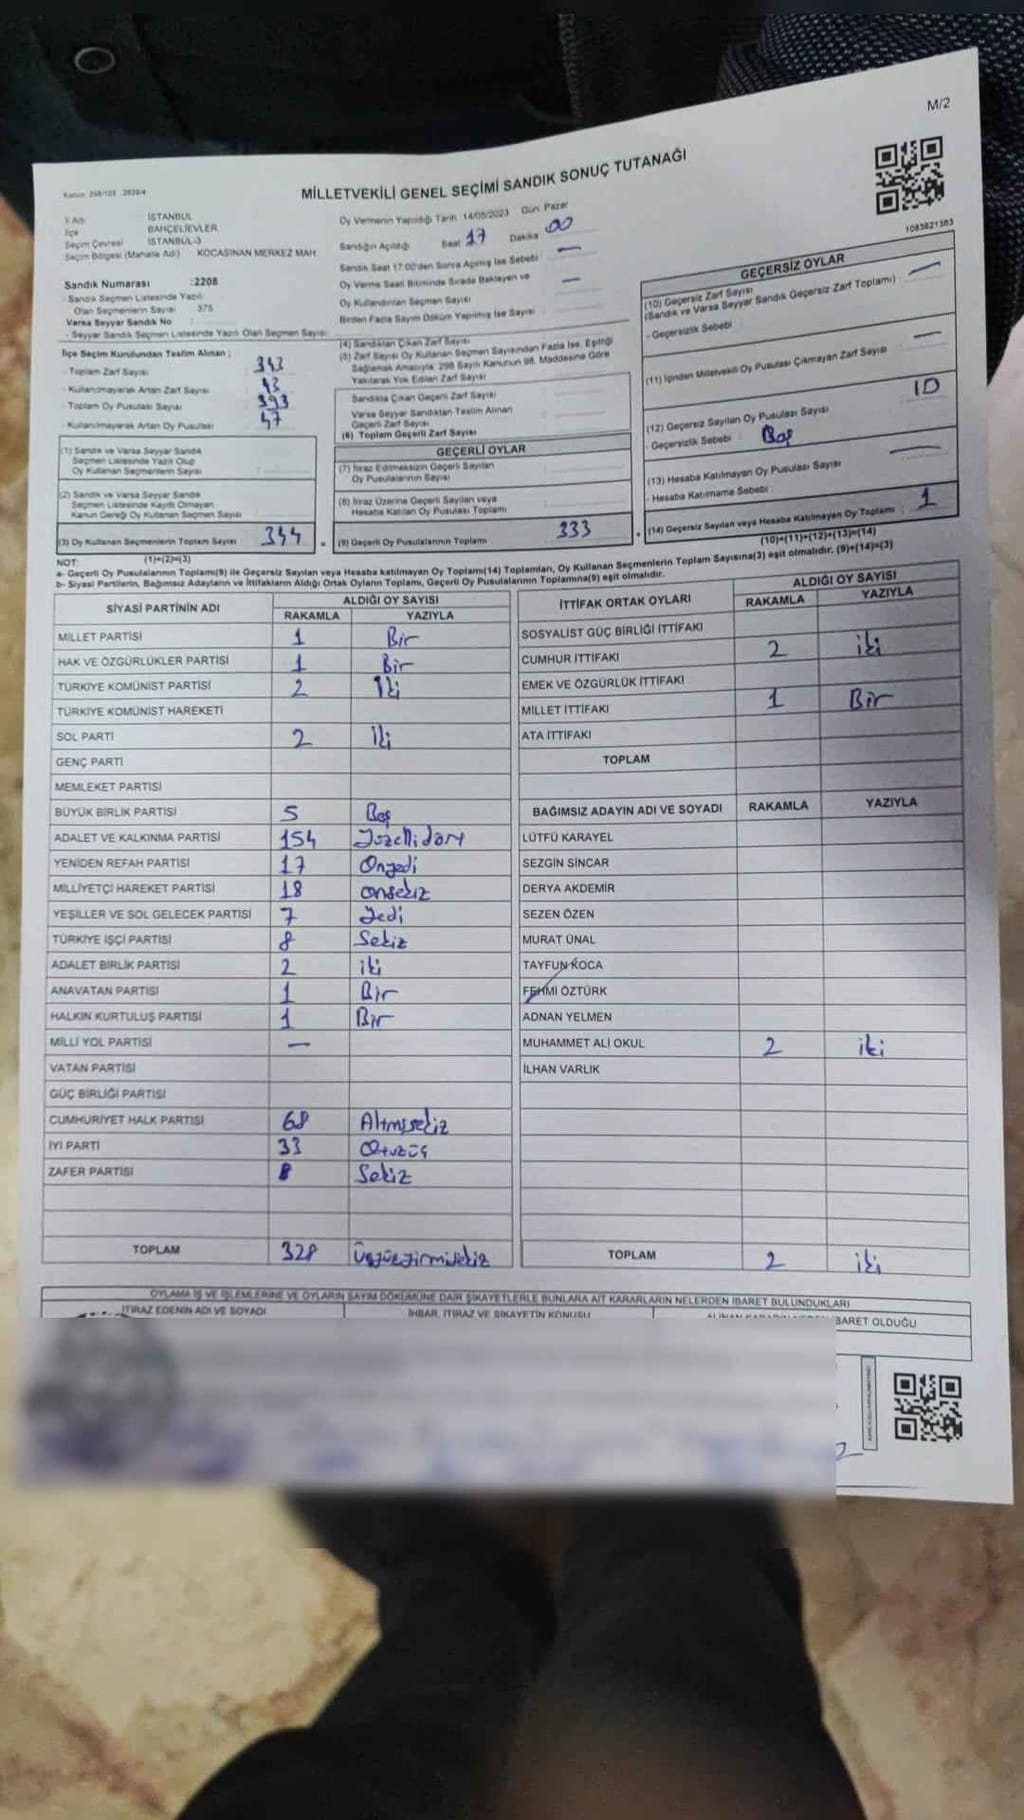 M/2
MİLLETVEKİLİ GENEL SEÇİMİ SANDIK SONUÇ TUTANAĞI
1083621363
İl Adı İSTANBUL
İlçe BAHÇELİEVLER
Seçim Çevresi İSTANBUL-3
Seçim Bölgesi (Mahalle Adı) KOCASİNAN MERKEZ MAH
Sandık Numarası :2208
- Sandık Seçmen Listesinde Yazılı
Olan Seçmenlerin Sayısı 375
Varsa Seyyar Sandık No
- Seyyar Sandık Seçmen Listesinde Yazılı Olan Seçmen Sayısı
Oy Vermenin Yapıldığı Tarih 14/05/2023 Gün: Pazar
Sandığın Açıldığı Saat 17 Dakika 00
Sandık Saat 17:00'den Sonra Açılmış İse Sebebi —
Oy Verme Saati Bitiminde Sırada Bekleyen ve
Oy Kullandırılan Seçmen Sayısı —
Birden Fazla Sayım Döküm Yapılmış İse Sayısı
İlçe Seçim Kurulundan Teslim Alınan :
- Toplam Zarf Sayısı
- Kullanılmayarak Artan Zarf Sayısı
- Toplam Oy Pusulası Sayısı 393
- Kullanılmayarak Artan Oy Pusulası 47
(1) Sandık ve Varsa Seyyar Sandık
Seçmen Listesinde Yazılı Olup
Oy Kullanan Seçmenlerin Sayısı
(2) Sandık ve Varsa Seyyar Sandık
Seçmen Listesinde Kayıtlı Olmayan
Kanun Gereği Oy Kullanan Seçmen Sayısı
(3) Oy Kullanan Seçmenlerin Toplam Sayısı 344
(1)+(2)=(3)
(4) Sandıktan Çıkan Zarf Sayısı
(5) Zarf Sayısı Oy Kullanan Seçmen Sayısından Fazla İse, Eşitliği
Sağlamak Amacıyla, 298 Sayılı Kanunun 98. Maddesine Göre
Yakılarak Yok Edilen Zarf Sayısı
Sandıkta Çıkan Geçerli Zarf Sayısı
Varsa Seyyar Sandıktan Teslim Alınan
Geçerli Zarf Sayısı
(6) Toplam Geçerli Zarf Sayısı
GEÇERLİ OYLAR
(7) İtiraz Edilmeksizin Geçerli Sayılan
Oy Pusulalarının Sayısı
(8) İtiraz Üzerine Geçerli Sayılan veya
Hesaba Katılan Oy Pusulası Toplamı
(9) Geçerli Oy Pusulalarının Toplamı 333
GEÇERSİZ OYLAR
(10) Geçersiz Zarf Sayısı —
(Sandık ve Varsa Seyyar Sandık Geçersiz Zarf Toplamı)
- Geçersizlik Sebebi
(11) İçinden Milletvekili Oy Pusulası Çıkmayan Zarf Sayısı —
(12) Geçersiz Sayılan Oy Pusulası Sayısı 10
- Geçersizlik Sebebi Boş
(13) Hesaba Katılmayan Oy Pusulası Sayısı —
- Hesaba Katılmama Sebebi
(14) Geçersiz Sayılan veya Hesaba Katılmayan Oy Toplamı : 1
(10)+(11)+(12)+(13)=(14)
NOT:
a- Geçerli Oy Pusulalarının Toplamı(9) ile Geçersiz Sayılan veya Hesaba Katılmayan Oy Toplamı(14) Toplamları, Oy Kullanan Seçmenlerin Toplam Sayısına(3) eşit olmalıdır. (9)+(14)=(3)
b- Siyasi Partilerin, Bağımsız Adayların ve İttifakların Aldığı Ortak Oyların Toplamı, Geçerli Oy Pusulalarının Toplamına(9) eşit olmalıdır.
SİYASİ PARTİNİN ADI ALDIĞI OY SAYISI
RAKAMLA YAZIYLA
MİLLET PARTİSİ 1 Bir
HAK VE ÖZGÜRLÜKLER PARTİSİ 1 Bir
TÜRKİYE KOMÜNİST PARTİSİ 2 İki
TÜRKİYE KOMÜNİST HAREKETİ
SOL PARTİ 2 iki
GENÇ PARTİ
MEMLEKET PARTİSİ
BÜYÜK BİRLİK PARTİSİ 5 Beş
ADALET VE KALKINMA PARTİSİ 154 Yüzellidört
YENİDEN REFAH PARTİSİ 17 Onyedi
MİLLİYETÇİ HAREKET PARTİSİ 18 onsekiz
YEŞİLLER VE SOL GELECEK PARTİSİ 7 Yedi
TÜRKİYE İŞÇİ PARTİSİ 8 Sekiz
ADALET BİRLİK PARTİSİ 2 iki
ANAVATAN PARTİSİ 1 Bir
HALKIN KURTULUŞ PARTİSİ 1 Bir
MİLLİ YOL PARTİSİ —
VATAN PARTİSİ
GÜÇ BİRLİĞİ PARTİSİ
CUMHURİYET HALK PARTİSİ 68 Altmışsekiz
İYİ PARTİ 33 Otuzüç
ZAFER PARTİSİ 8 Sekiz
TOPLAM 328 Üçyüzyirmisekiz
İTTİFAK ORTAK OYLARI ALDIĞI OY SAYISI
RAKAMLA YAZIYLA
SOSYALİST GÜÇ BİRLİĞİ İTTİFAKI
CUMHUR İTTİFAKI 2 iki
EMEK VE ÖZGÜRLÜK İTTİFAKI
MİLLET İTTİFAKI 1 Bir
ATA İTTİFAKI
TOPLAM
BAĞIMSIZ ADAYIN ADI VE SOYADI RAKAMLA YAZIYLA
LÜTFÜ KARAYEL
SEZGİN SİNCAR
DERYA AKDEMİR
SEZEN ÖZEN
MURAT ÜNAL
TAYFUN KOCA
FEHMİ ÖZTÜRK
ADNAN YELMEN
MUHAMMET ALİ OKUL 2 iki
İLHAN VARLIK
TOPLAM 2 iki
OYLAMA İŞ VE İŞLEMLERİNE VE OYLARIN SAYIM DÖKÜMÜNE DAİR ŞİKAYETLERLE BUNLARA AİT KARARLARIN NELERDEN İBARET BULUNDUKLARI
İTİRAZ EDENİN ADI VE SOYADI İHBAR, İTİRAZ VE ŞİKAYETİN KONUSU